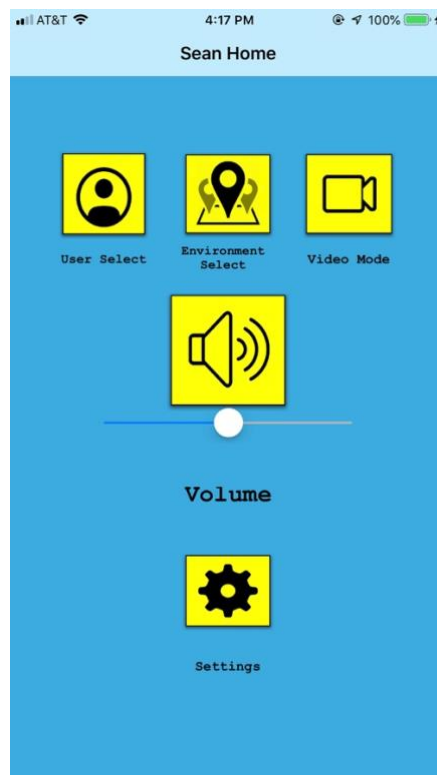 AT&T 4:17 PM 100%
Sean Home
User Select Environment Select Video Mode
Volume
Settings